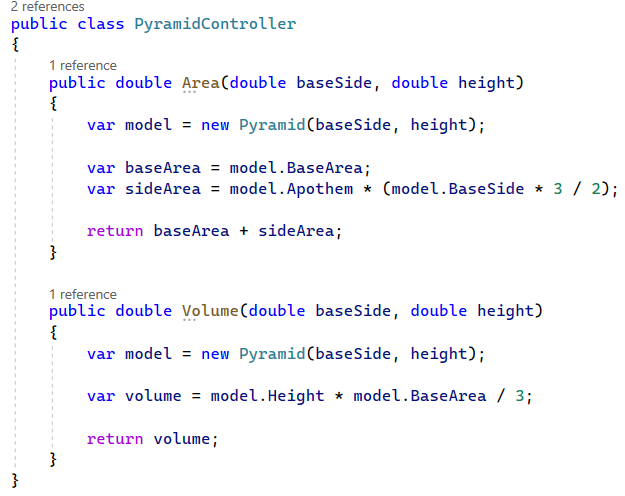 2 references
public class PyramidController
{
1 reference
public double Area(double baseSide, double height)
{
var model = new Pyramid(baseSide, height);
var baseArea = model.BaseArea;
var sideArea = model.Apothem * (model.BaseSide * 3 / 2);
return baseArea + sideArea;
}
1 reference
public double Volume(double baseSide, double height)
{
var model = new Pyramid(baseSide, height);
var volume = model.Height * model.BaseArea / 3;
return volume;
}
}